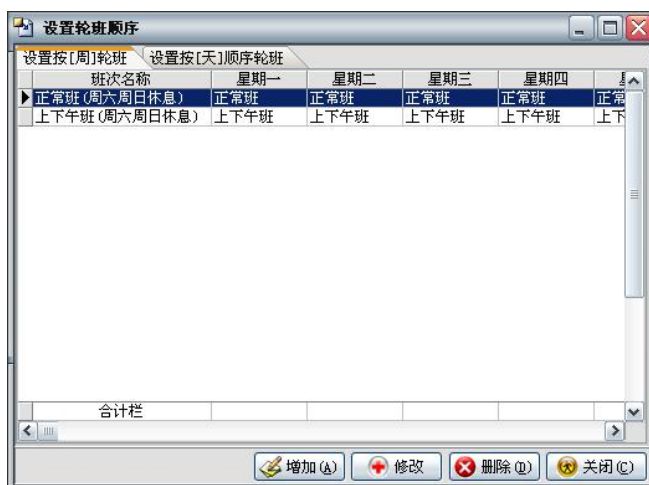 设置轮班顺序
设置按[周]轮班 设置按[天]顺序轮班
班次名称 星期一 星期二 星期三 星期四
正常班(周六周日休息) 正常班 正常班 正常班 正常班 正常
上下午班(周六周日休息) 上下午班 上下午班 上下午班 上下午班 上下
合计栏
增加(A) 修改 删除(D) 关闭(C)